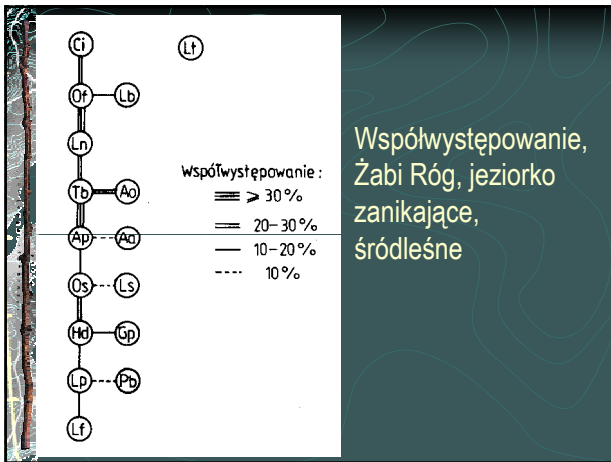 Ci
Lt
Of Lb
Ln
Współwystępowanie :
Tb Ao
⩾ 30 %
20-30 %
Ap Aa
10-20 %
Os Ls
10 %
Hd Gp
Lp Pb
Lf
Współwystępowanie,
Żabi Róg, jeziorko
zanikające,
śródleśne